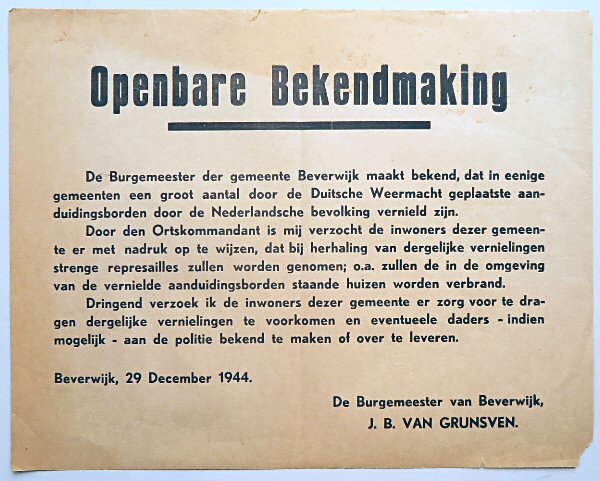 Openbare Bekendmaking
De Burgemeester der gemeente Beverwijk maakt bekend, dat in eenige
gemeenten een groot aantal door de Duitsche Weermacht geplaatste aan-
duidingsborden door de Nederlandsche bevolking vernield zijn.
Door den Ortskommandant is mij verzocht de inwoners dezer gemeen-
te er met nadruk op te wijzen, dat bij herhaling van dergelijke vernielingen
strenge represailles zullen worden genomen; o.a. zullen de in de omgeving
van de vernielde aanduidingsborden staande huizen worden verbrand.
Dringend verzoek ik de inwoners dezer gemeente er zorg voor te dra-
gen dergelijke vernielingen te voorkomen en eventueele daders - indien
mogelijk - aan de politie bekend te maken of over te leveren.
Beverwijk, 29 December 1944.
De Burgemeester van Beverwijk,
J. B. VAN GRUNSVEN.